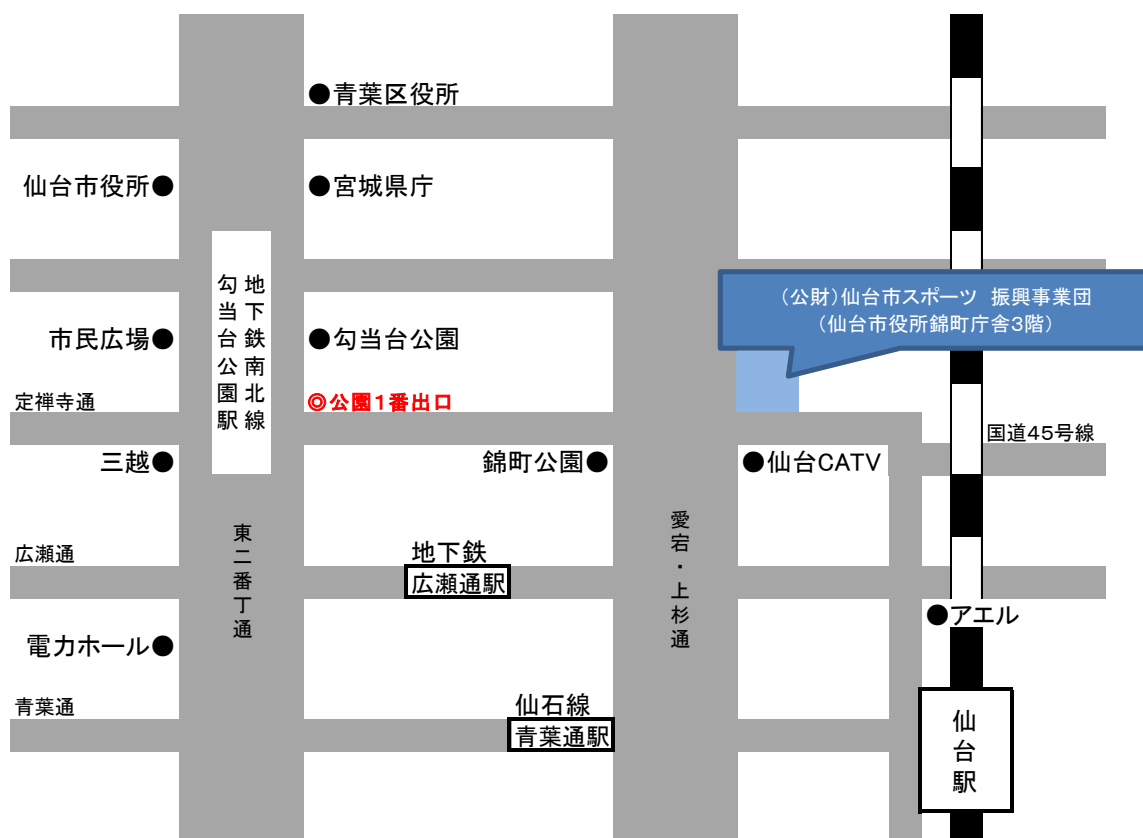 ●青葉区役所
仙台市役所●
●宮城県庁
地下鉄南北線
勾当台公園駅
(公財)仙台市スポーツ 振興事業団
(仙台市役所錦町庁舎3階)
市民広場●
●勾当台公園
定禅寺通
◎公園1番出口
国道45号線
三越●
錦町公園●
●仙台CATV
東二番丁通
愛宕・上杉通
広瀬通
地下鉄
広瀬通駅
●アエル
電力ホール●
青葉通
仙石線
青葉通駅
仙台駅